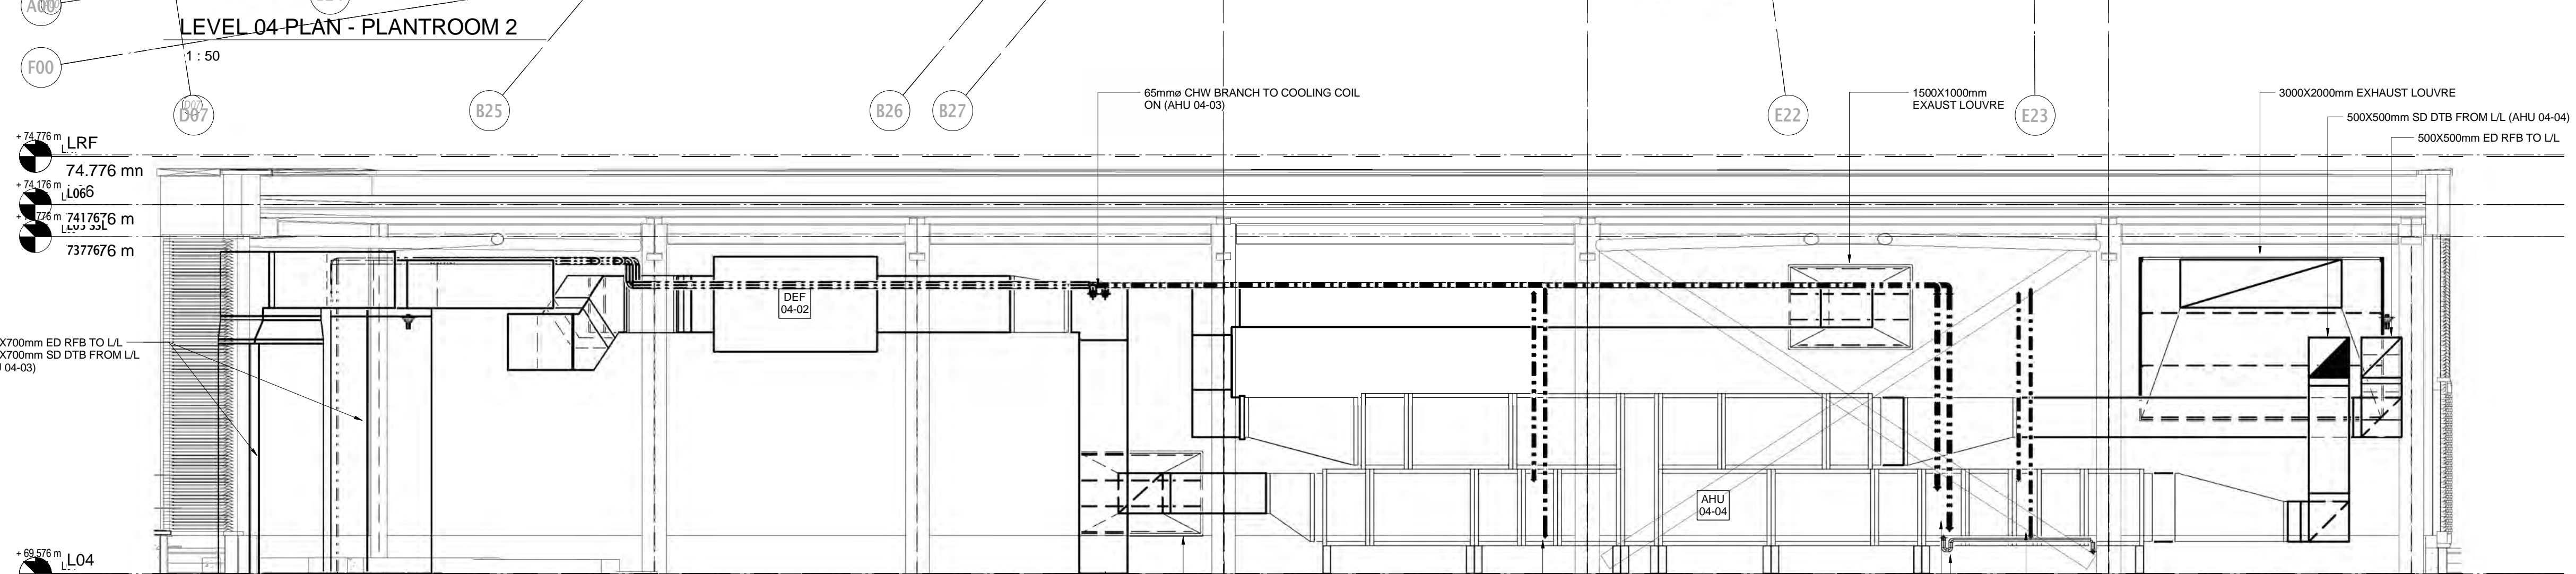 A00
LEVEL 04 PLAN - PLANTROOM 2
1 : 50
F00
D07
B25
B26
B27
E22
E23
65mmø CHW BRANCH TO COOLING COIL
ON (AHU 04-03)
1500X1000mm
EXAUST LOUVRE
3000X2000mm EXHAUST LOUVRE
500X500mm SD DTB FROM L/L (AHU 04-04)
500X500mm ED RFB TO L/L
+ 74.776 m
LRF
74.776 mn
+ 74.176 m
L06
DEF
04-02
X700mm ED RFB TO L/L
X700mm SD DTB FROM L/L
04-03)
AHU
04-04
+ 69.576 m
L04